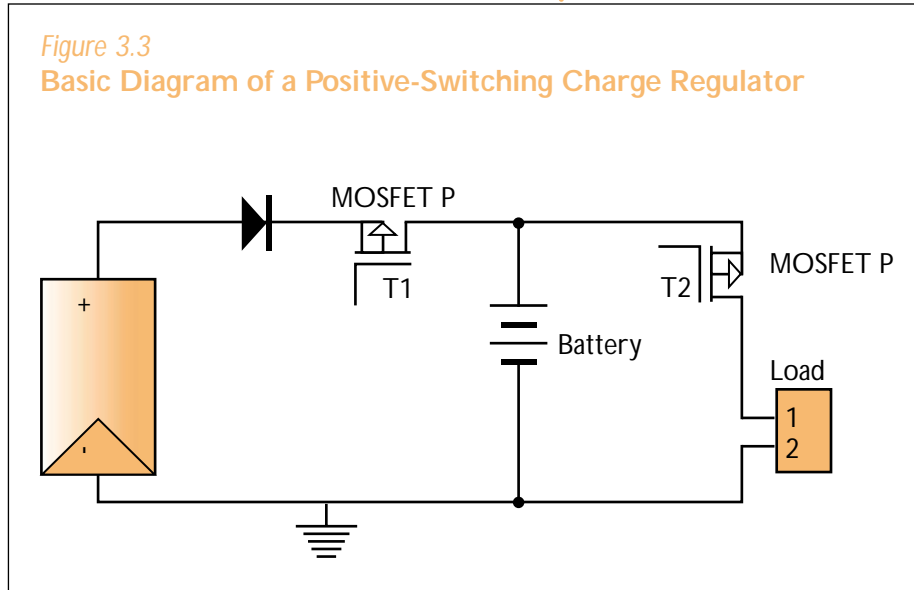 Figure 3.3
Basic Diagram of a Positive-Switching Charge Regulator
MOSFET P
T1
T2
MOSFET P
+
Battery
Load
1
2
-